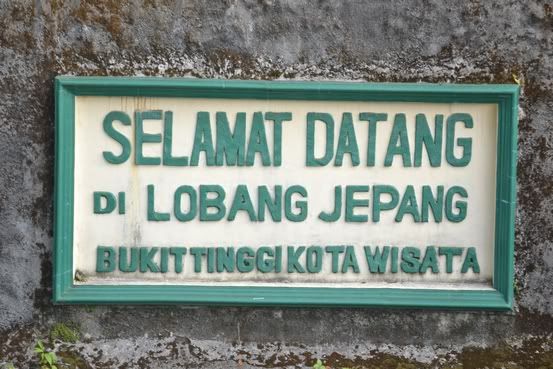 SELAMAT DATANG
DI LOBANG JEPANG
BUKITTINGGI KOTA WISATA